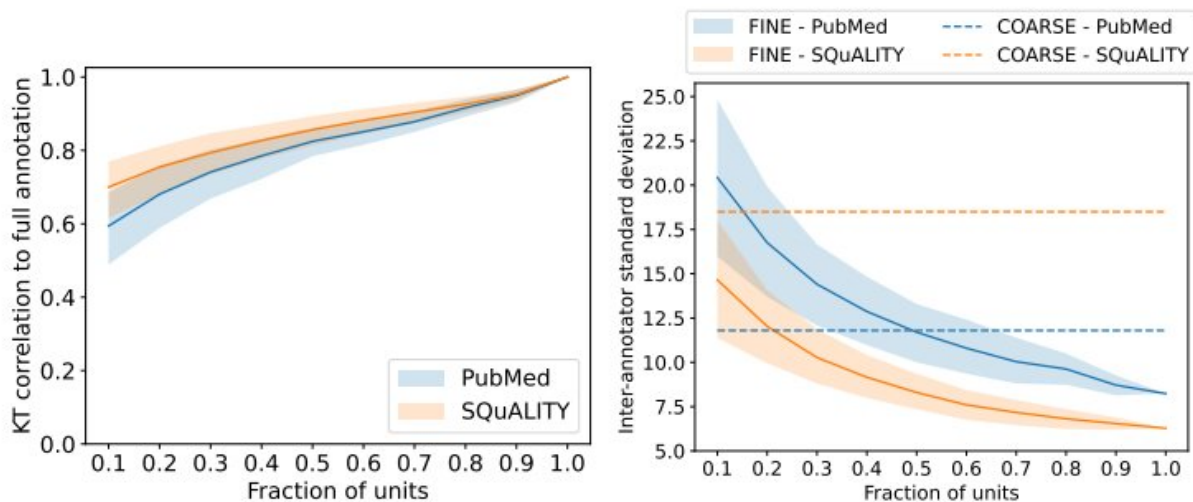 KT correlation to full annotation
1.0
0.8
0.6
0.4
0.2
0.0
PubMed
SQuALITY
0.1 0.2 0.3 0.4 0.5 0.6 0.7 0.8 0.9 1.0
Fraction of units
FINE - PubMed COARSE - PubMed
FINE - SQuALITY COARSE - SQuALITY
Inter-annotator standard deviation
25.0
22.5
20.0
17.5
15.0
12.5
10.0
7.5
5.0
0.1 0.2 0.3 0.4 0.5 0.6 0.7 0.8 0.9 1.0
Fraction of units